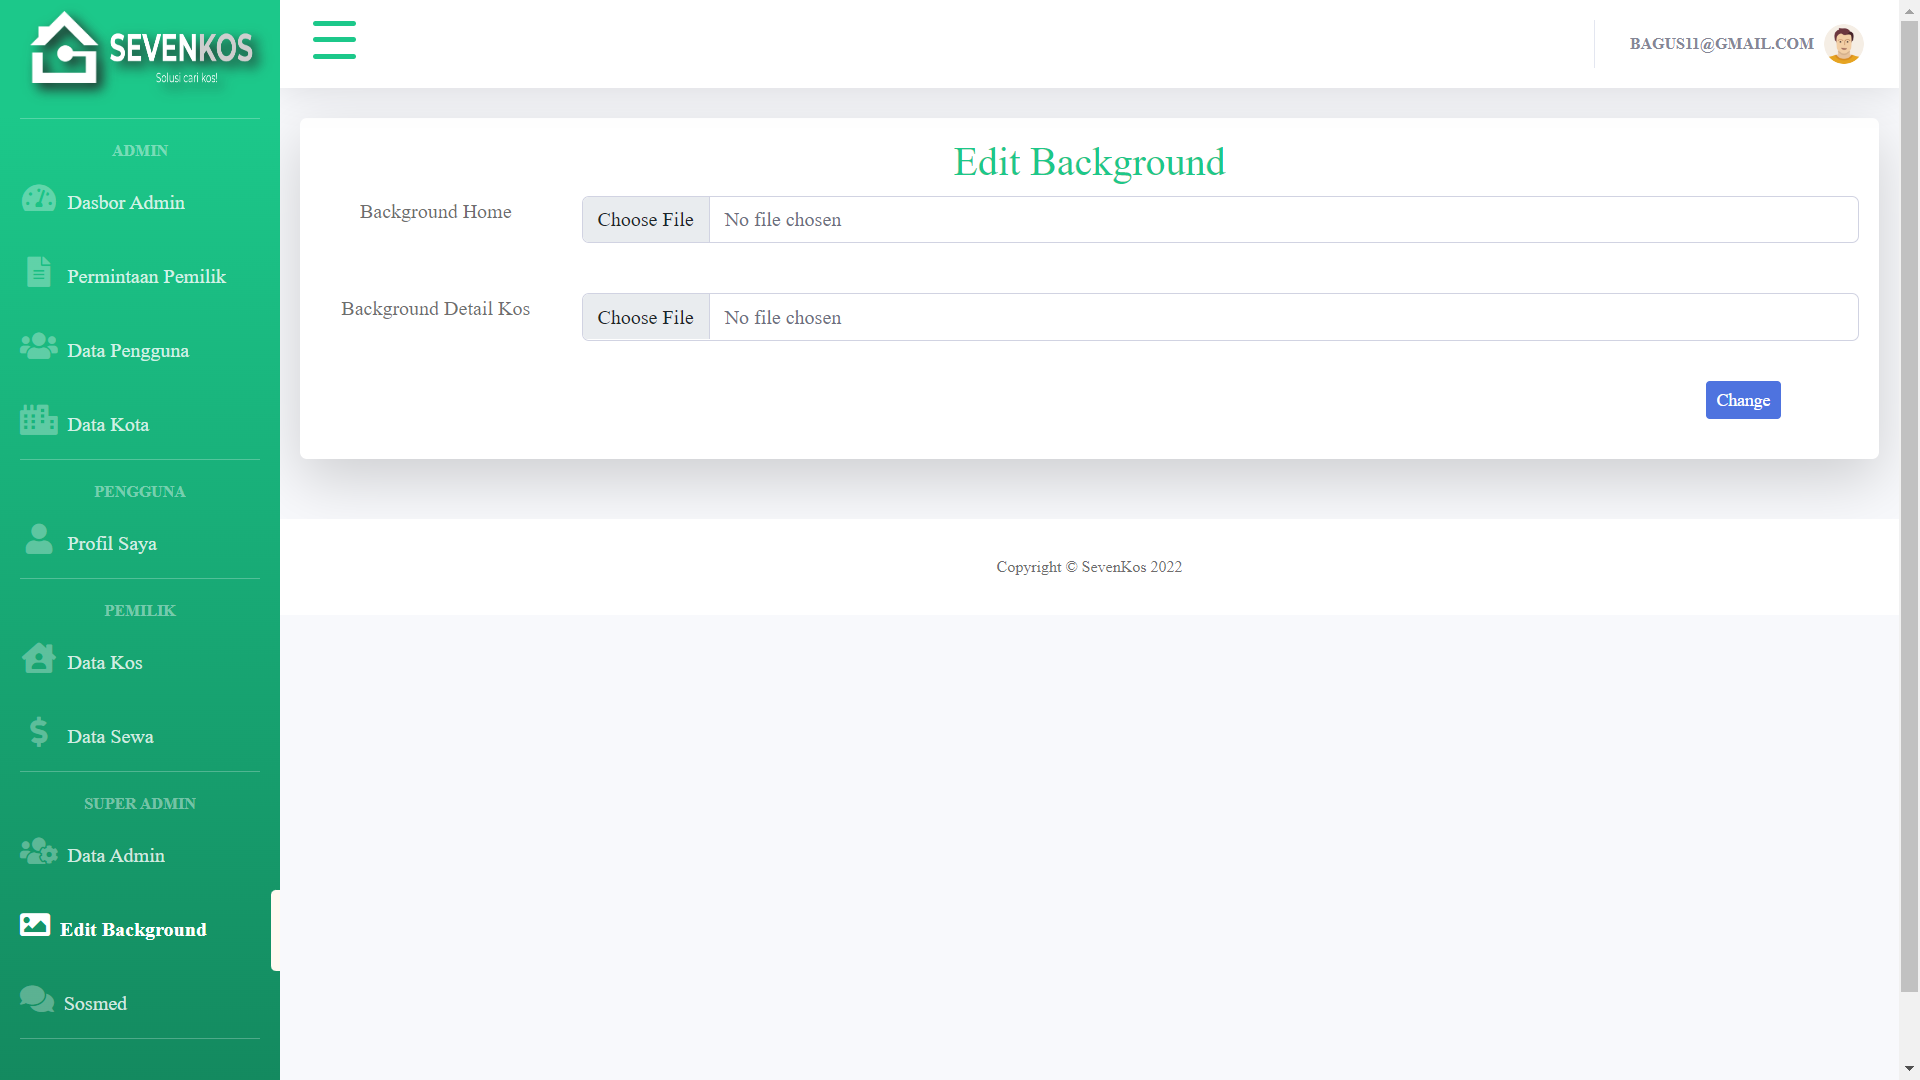 SEVENKOS
Solusi cari kos!
BAGUS11@GMAIL.COM
ADMIN
Dasbor Admin
Permintaan Pemilik
Data Pengguna
Data Kota
PENGGUNA
Profil Saya
PEMILIK
Data Kos
Data Sewa
SUPER ADMIN
Data Admin
Edit Background
Sosmed
Edit Background
Background Home
Choose File No file chosen
Background Detail Kos
Choose File No file chosen
Change
Copyright © SevenKos 2022